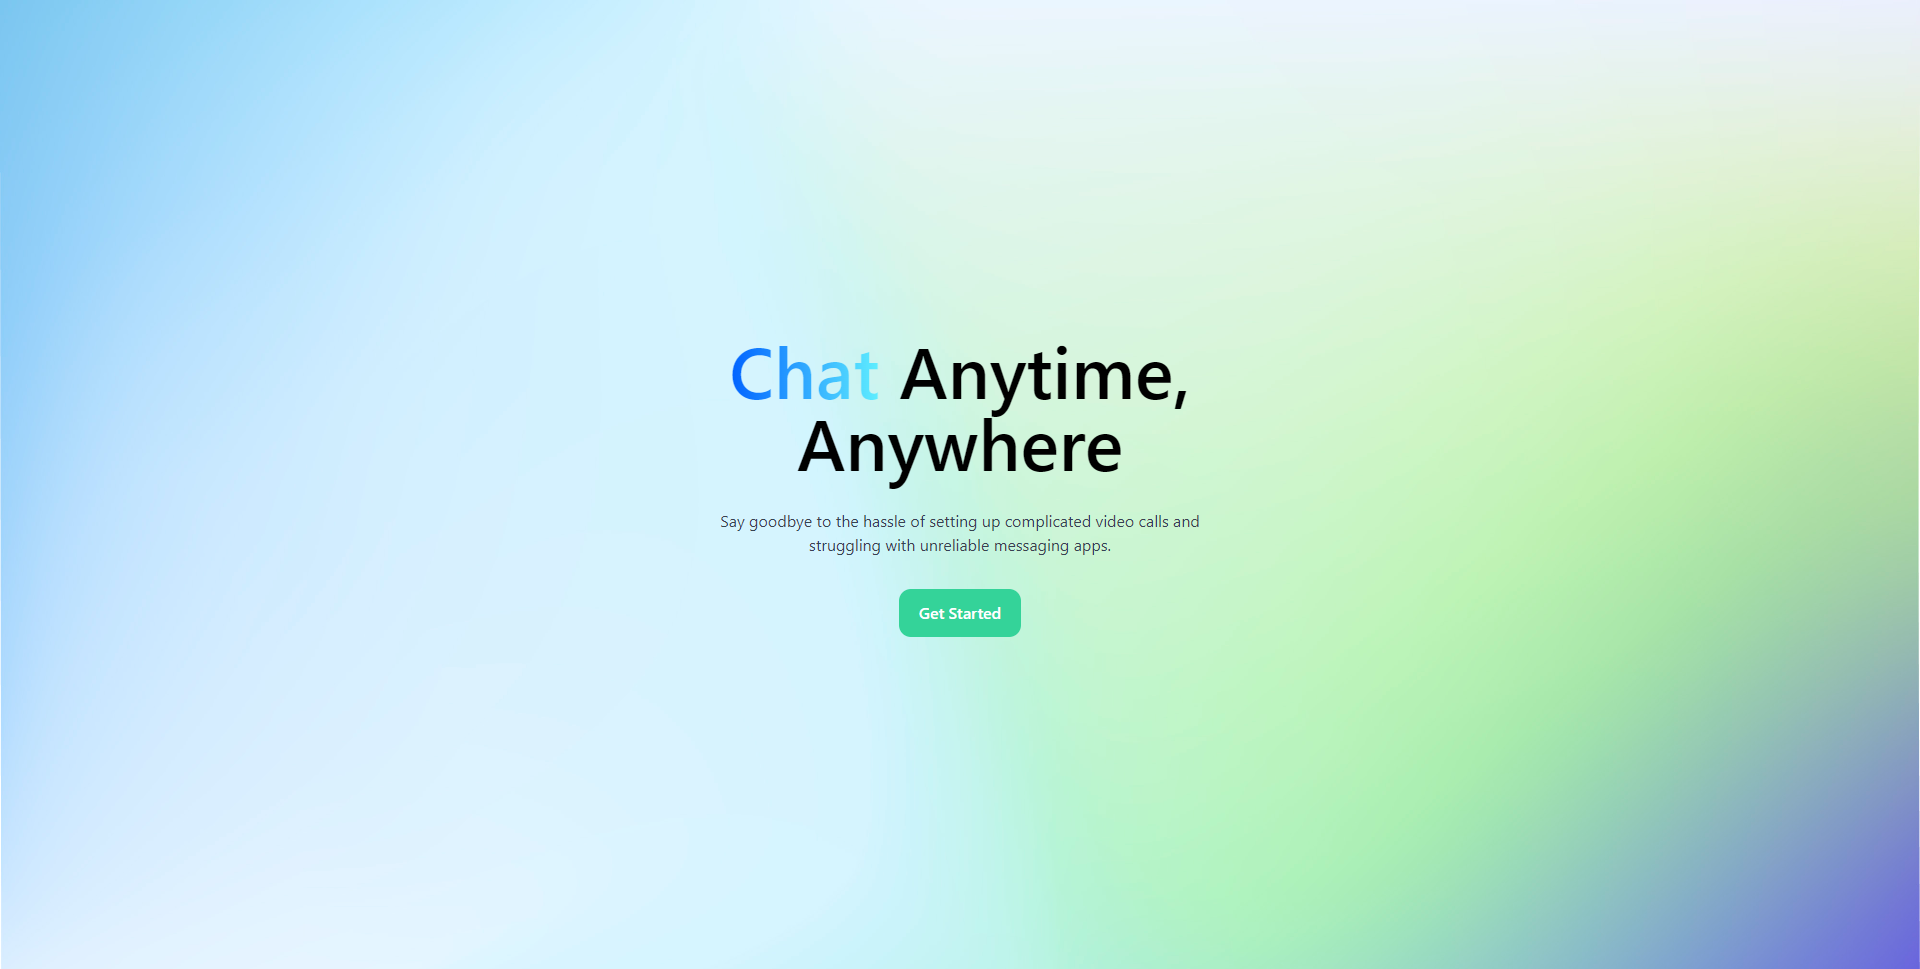 Chat Anytime,
Anywhere
Say goodbye to the hassle of setting up complicated video calls and
struggling with unreliable messaging apps.
Get Started